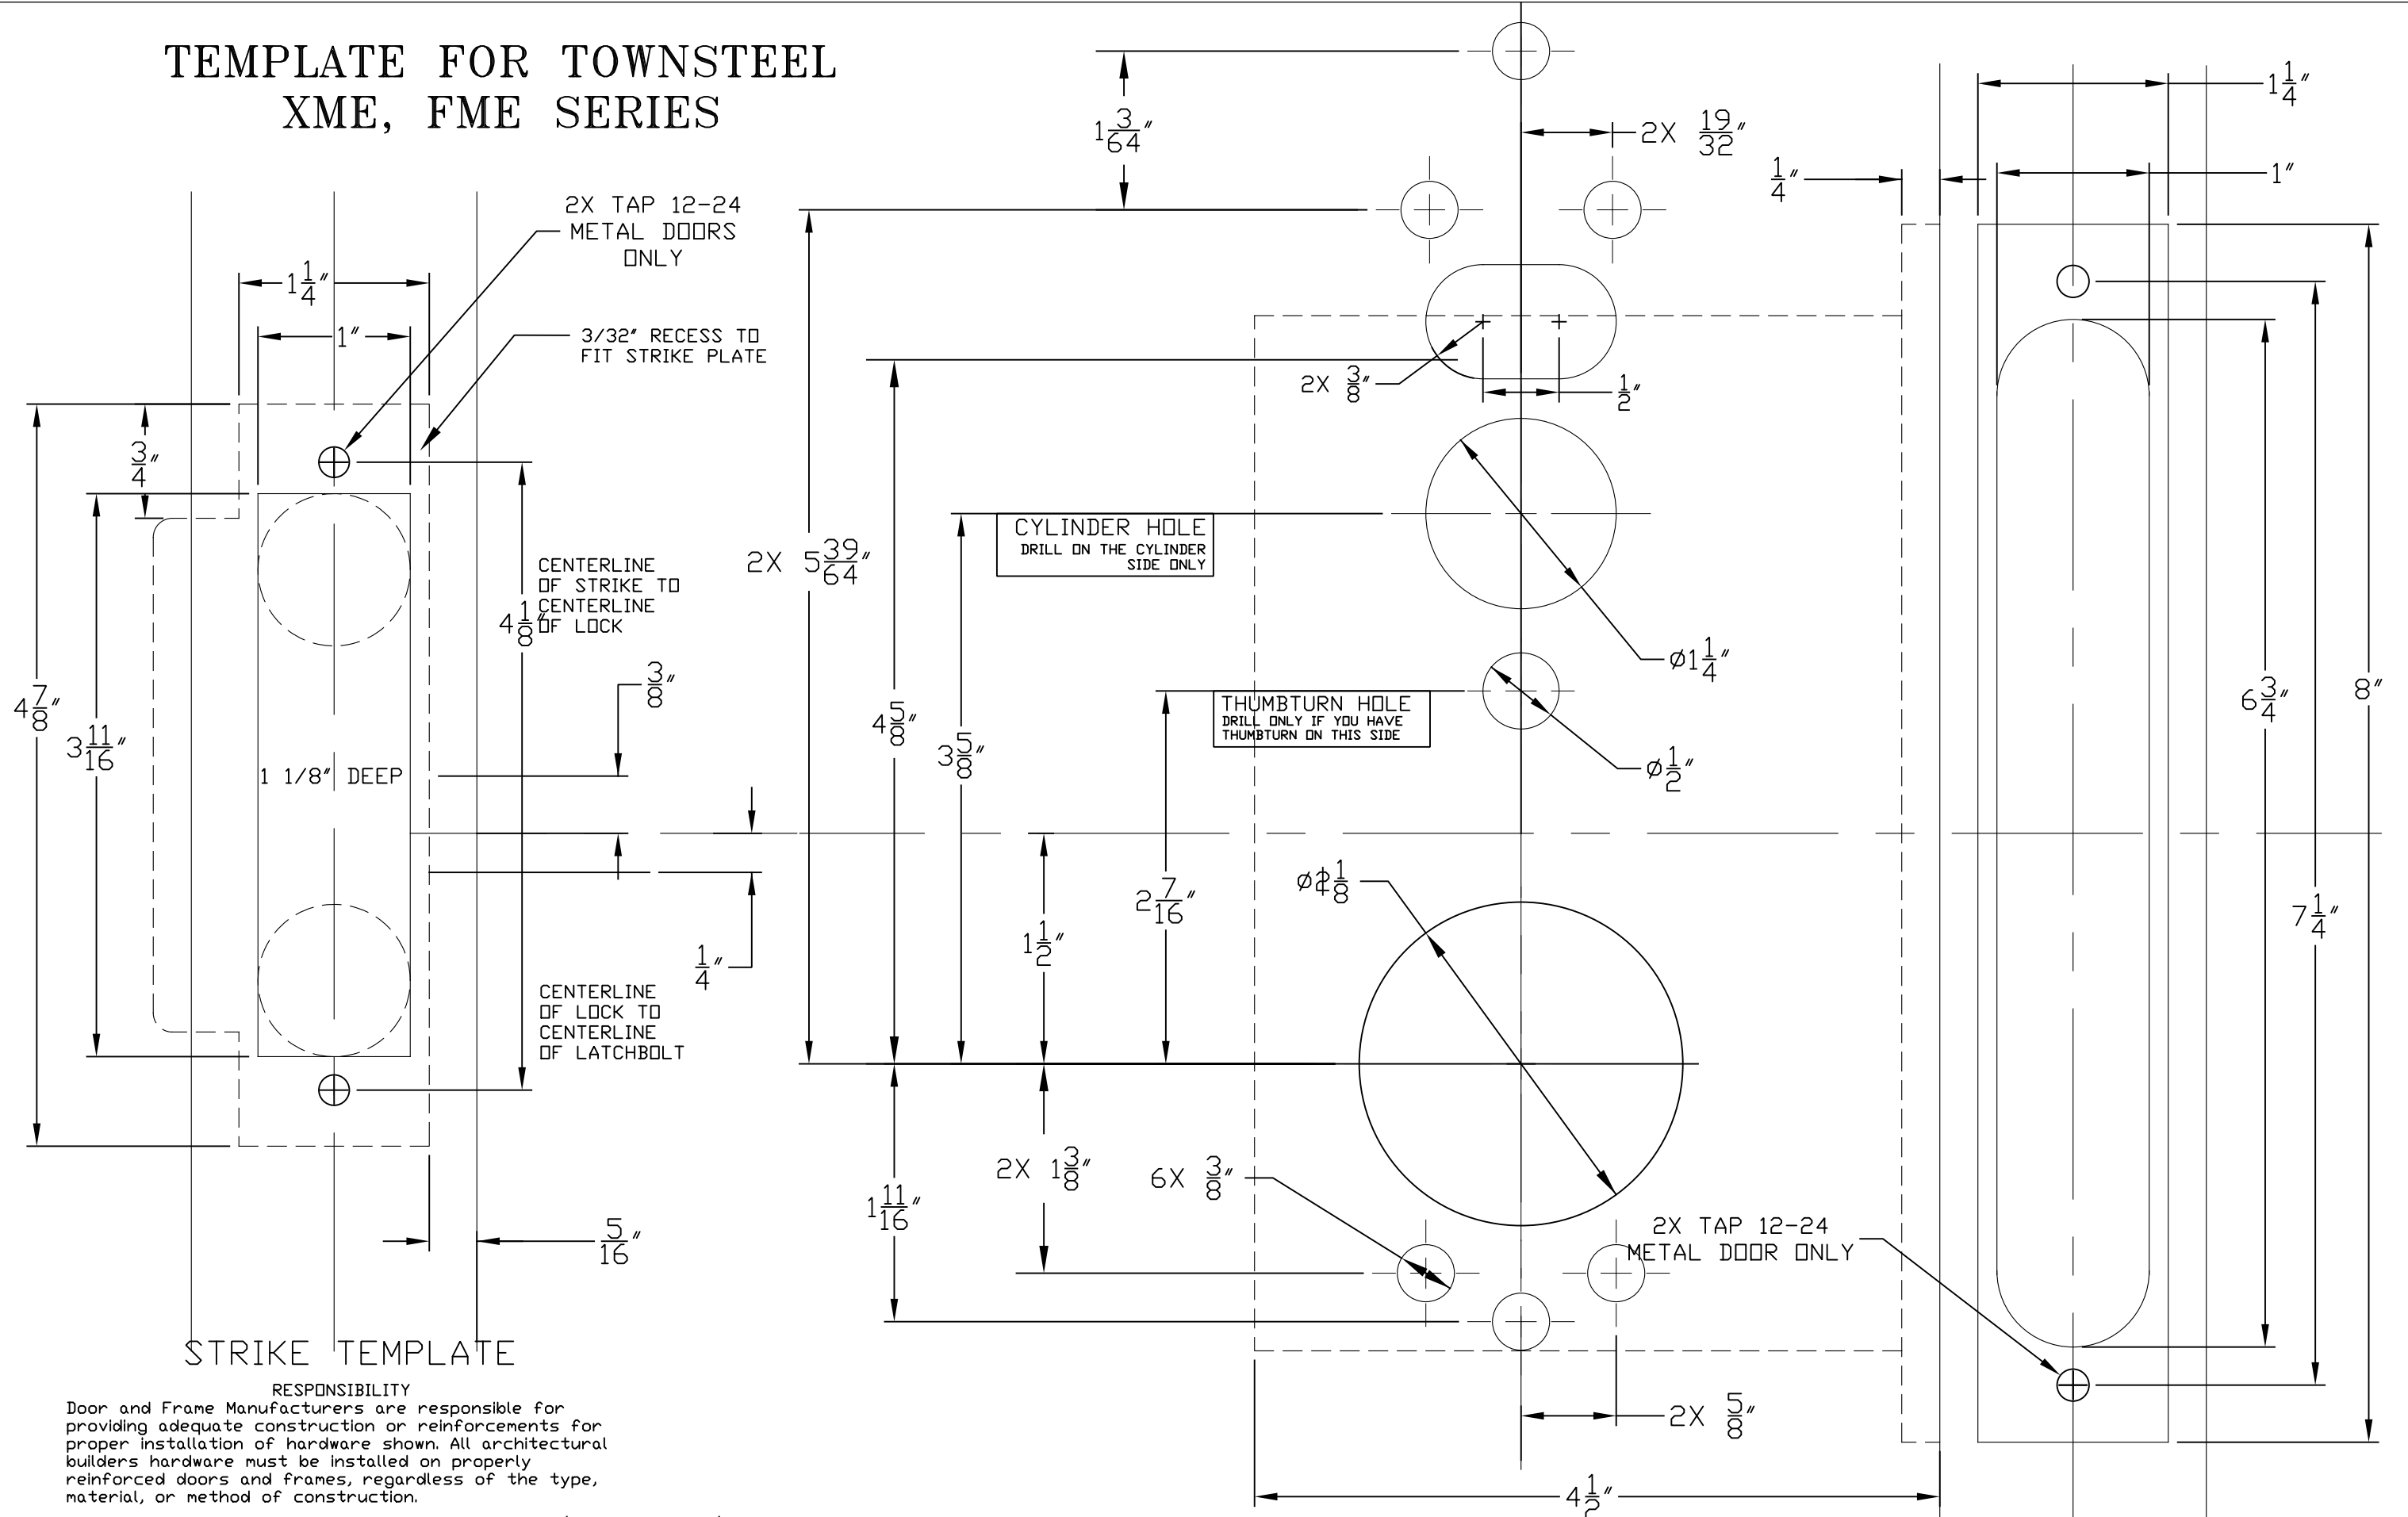 TEMPLATE FOR TOWNSTEEL
XME, FME SERIES
2X TAP 12-24
METAL DOORS
ONLY
1 1/4"
1"
3/32" RECESS TO
FIT STRIKE PLATE
3/4"
4 7/8"
3 11/16"
1 1/8" DEEP
CENTERLINE
OF STRIKE TO
CENTERLINE
OF LOCK
4 1/8"
3/8"
1/4"
CENTERLINE
OF LOCK TO
CENTERLINE
OF LATCHBOLT
5/16"
STRIKE TEMPLATE
RESPONSIBILITY
Door and Frame Manufacturers are responsible for
providing adequate construction or reinforcements for
proper installation of hardware shown. All architectural
builders hardware must be installed on properly
reinforced doors and frames, regardless of the type,
material, or method of construction.
1 3/64"
2X 19/32"
2X 5 39/64"
2X 3/8"
1/2"
CYLINDER HOLE
DRILL ON THE CYLINDER
SIDE ONLY
Ø1 1/4"
4 5/8"
3 5/8"
THUMBTURN HOLE
DRILL ONLY IF YOU HAVE
THUMBTURN ON THIS SIDE
Ø1/2"
2 7/16"
1 1/2"
2X 1 3/8"
6X 3/8"
1 11/16"
2X TAP 12-24
METAL DOOR ONLY
2X 5/8"
4 1/2"
1/4"
1 1/4"
1"
6 3/4"
8"
7 1/4"